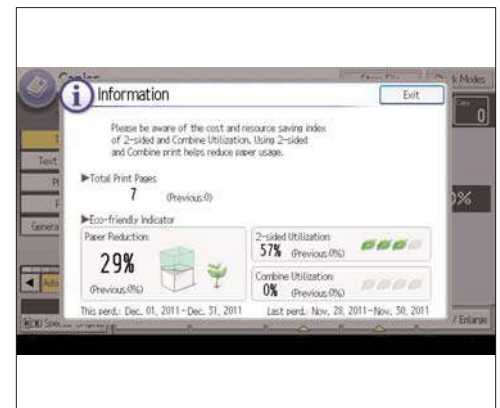 Copier
Information
Exit
Please be aware of the cost and
resource saving index
of 2-sided and Combine Utilization. Using 2-sided
and Combine print helps reduce paper usage.
▶Total Print Pages
7 (Previous:0)
▶Eco-friendly Indicator
Paper Reduction:
29%
(Previous:0%)
2-sided Utilization:
57% (Previous:0%)
Combine Utilization:
0% (Previous:0%)
This perd.: Dec. 01, 2011-Dec. 31, 2011
Last perd.: Nov. 28, 2011-Nov. 30, 2011
Modes
0
Text
0%
/ Enlarge